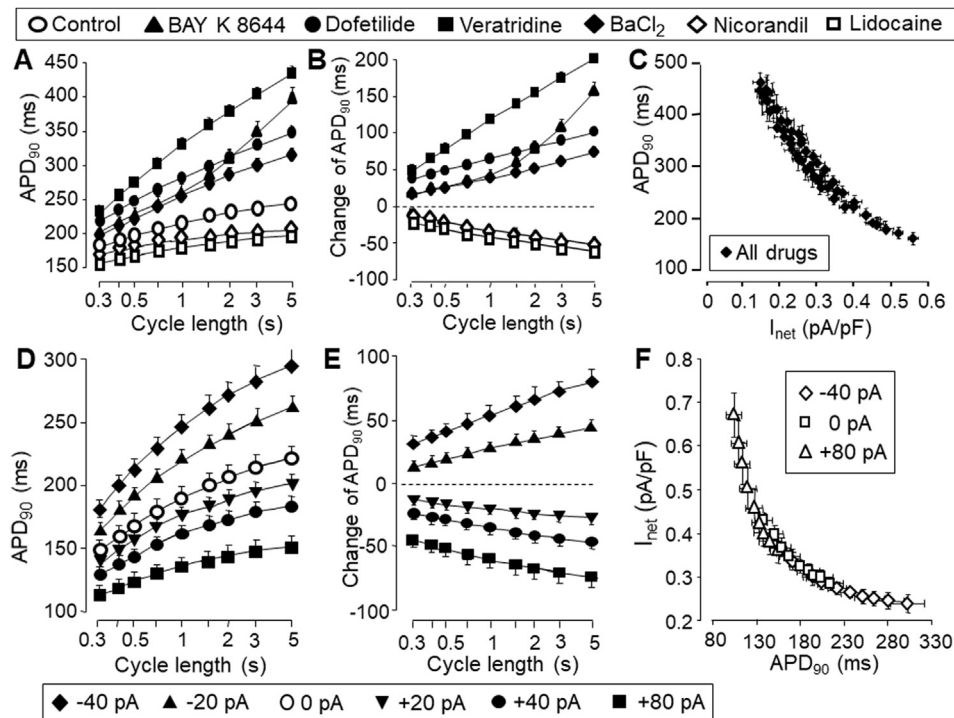 Control BAY K 8644 Dofetilide Veratridine BaCl₂ Nicorandil Lidocaine
A
APD₉₀ (ms)
450
400
350
300
250
200
150
0.3 0.5 1 2 3 5
Cycle length (s)
B
Change of APD₉₀ (ms)
200
150
100
50
0
-50
-100
0.3 0.5 1 2 3 5
Cycle length (s)
C
APD₉₀ (ms)
500
400
300
200
100
All drugs
0 0.1 0.2 0.3 0.4 0.5 0.6
I_net (pA/pF)
D
APD₉₀ (ms)
300
250
200
150
100
0.3 0.5 1 2 3 5
Cycle length (s)
E
Change of APD₉₀ (ms)
100
50
0
-50
-100
0.3 0.5 1 2 3 5
Cycle length (s)
F
I_net (pA/pF)
0.8
0.7
0.6
0.5
0.4
0.3
0.2
-40 pA
0 pA
+80 pA
80 130 180 230 280 330
APD₉₀ (ms)
-40 pA -20 pA 0 pA +20 pA +40 pA +80 pA